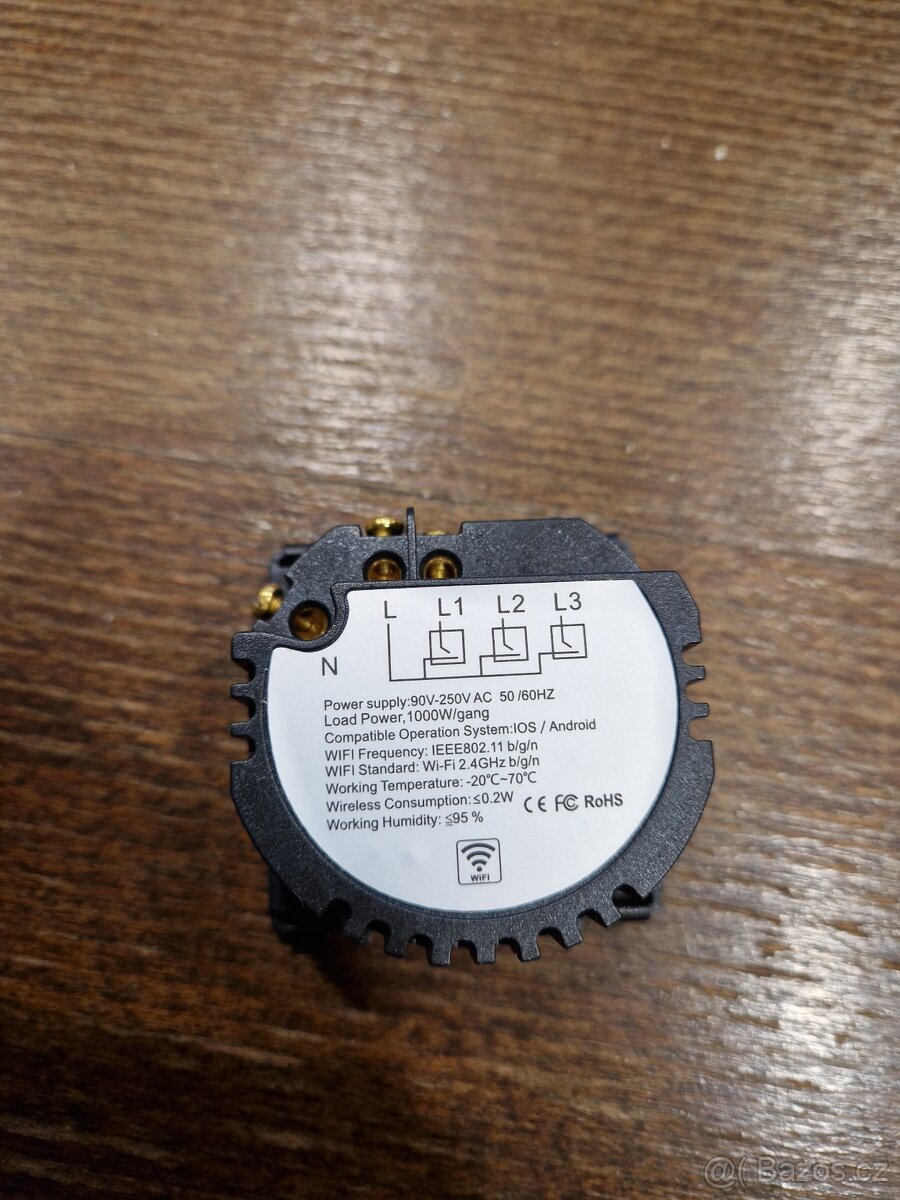 L L1 L2 L3
N
Power supply:90V-250V AC 50 /60HZ
Load Power,1000W/gang
Compatible Operation System:IOS / Android
WIFI Frequency: IEEE802.11 b/g/n
WIFI Standard: Wi-Fi 2.4GHz b/g/n
Working Temperature: -20℃~70℃
Wireless Consumption: ≤0.2W CE FC RoHS
Working Humidity: ≦95 %
WiFi
@( Bazos.cz